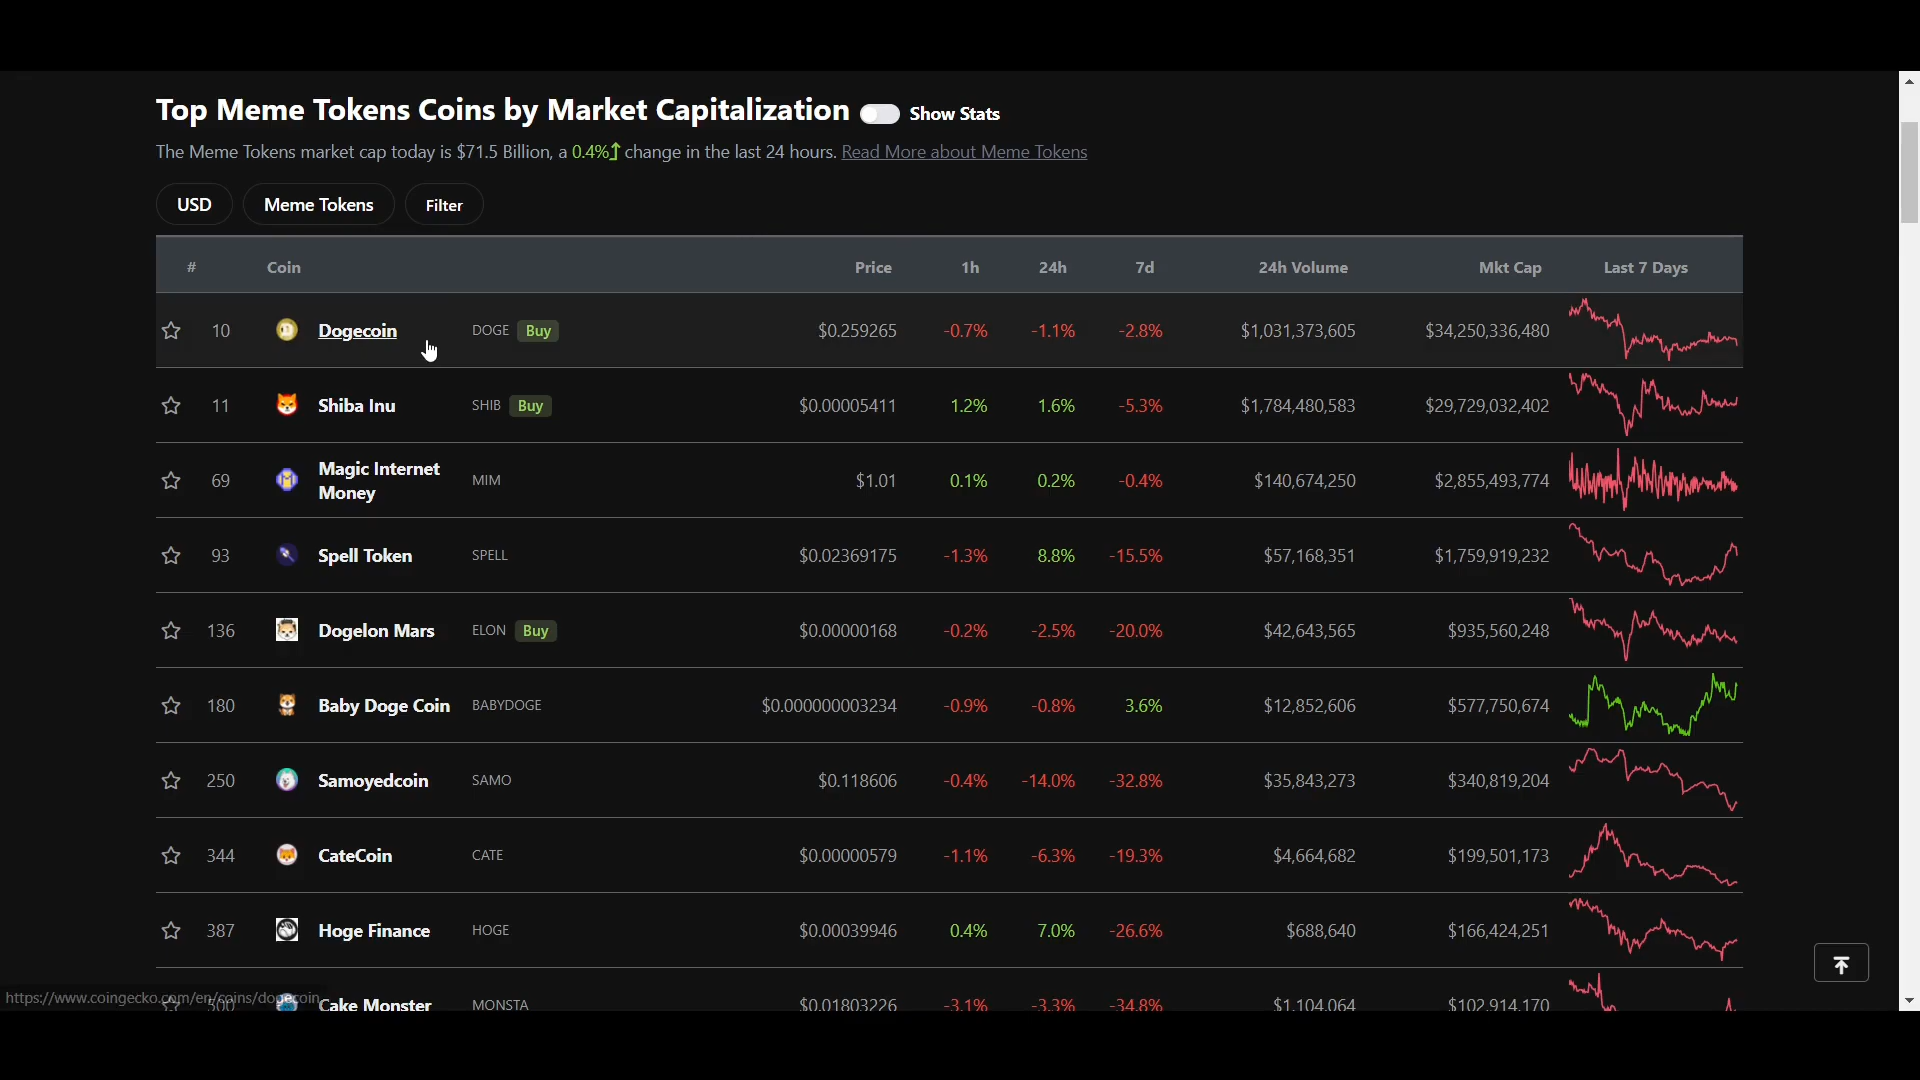 Top Meme Tokens Coins by Market Capitalization Show Stats
The Meme Tokens market cap today is $71.5 Billion, a 0.4% change in the last 24 hours. Read More about Meme Tokens
USD Meme Tokens Filter
# Coin Price 1h 24h 7d 24h Volume Mkt Cap Last 7 Days
10 Dogecoin DOGE Buy $0.259265 -0.7% -1.1% -2.8% $1,031,373,605 $34,250,336,480
11 Shiba Inu SHIB Buy $0.00005411 1.2% 1.6% -5.3% $1,784,480,583 $29,729,032,402
69 Magic Internet Money MIM $1.01 0.1% 0.2% -0.4% $140,674,250 $2,855,493,774
93 Spell Token SPELL $0.02369175 -1.3% 8.8% -15.5% $57,168,351 $1,759,919,232
136 Dogelon Mars ELON Buy $0.00000168 -0.2% -2.5% -20.0% $42,643,565 $935,560,248
180 Baby Doge Coin BABYDOGE $0.000000003234 -0.9% -0.8% 3.6% $12,852,606 $577,750,674
250 Samoyedcoin SAMO $0.118606 -0.4% -14.0% -32.8% $35,843,273 $340,819,204
344 CateCoin CATE $0.00000579 -1.1% -6.3% -19.3% $4,664,682 $199,501,173
387 Hoge Finance HOGE $0.00039946 0.4% 7.0% -26.6% $688,640 $166,424,251
500 Cake Monster MONSTA $0.01803226 -3.1% -3.3% -34.8% $1,104,064 $102,914,170
https://www.coingecko.com/en/coins/dogecoin